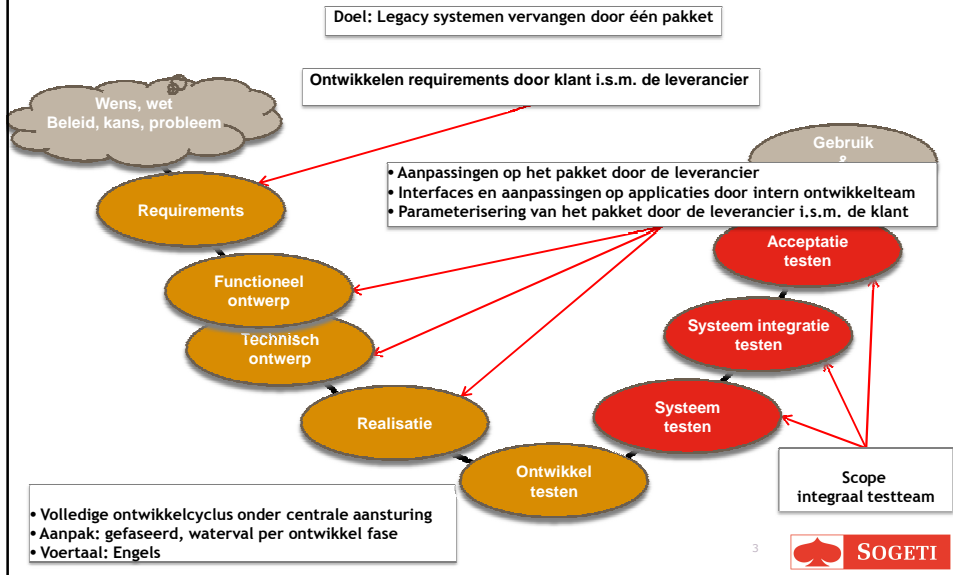 Doel: Legacy systemen vervangen door één pakket
Ontwikkelen requirements door klant i.s.m. de leverancier
Wens, wet
Beleid, kans, probleem
Gebruik
&
• Aanpassingen op het pakket door de leverancier
• Interfaces en aanpassingen op applicaties door intern ontwikkelteam
• Parameterisering van het pakket door de leverancier i.s.m. de klant
Requirements
Acceptatie
testen
Functioneel
ontwerp
Technisch
ontwerp
Systeem integratie
testen
Realisatie
Systeem
testen
Ontwikkel
testen
Scope
integraal testteam
• Volledige ontwikkelcyclus onder centrale aansturing
• Aanpak: gefaseerd, waterval per ontwikkel fase
• Voertaal: Engels
3
SOGETI